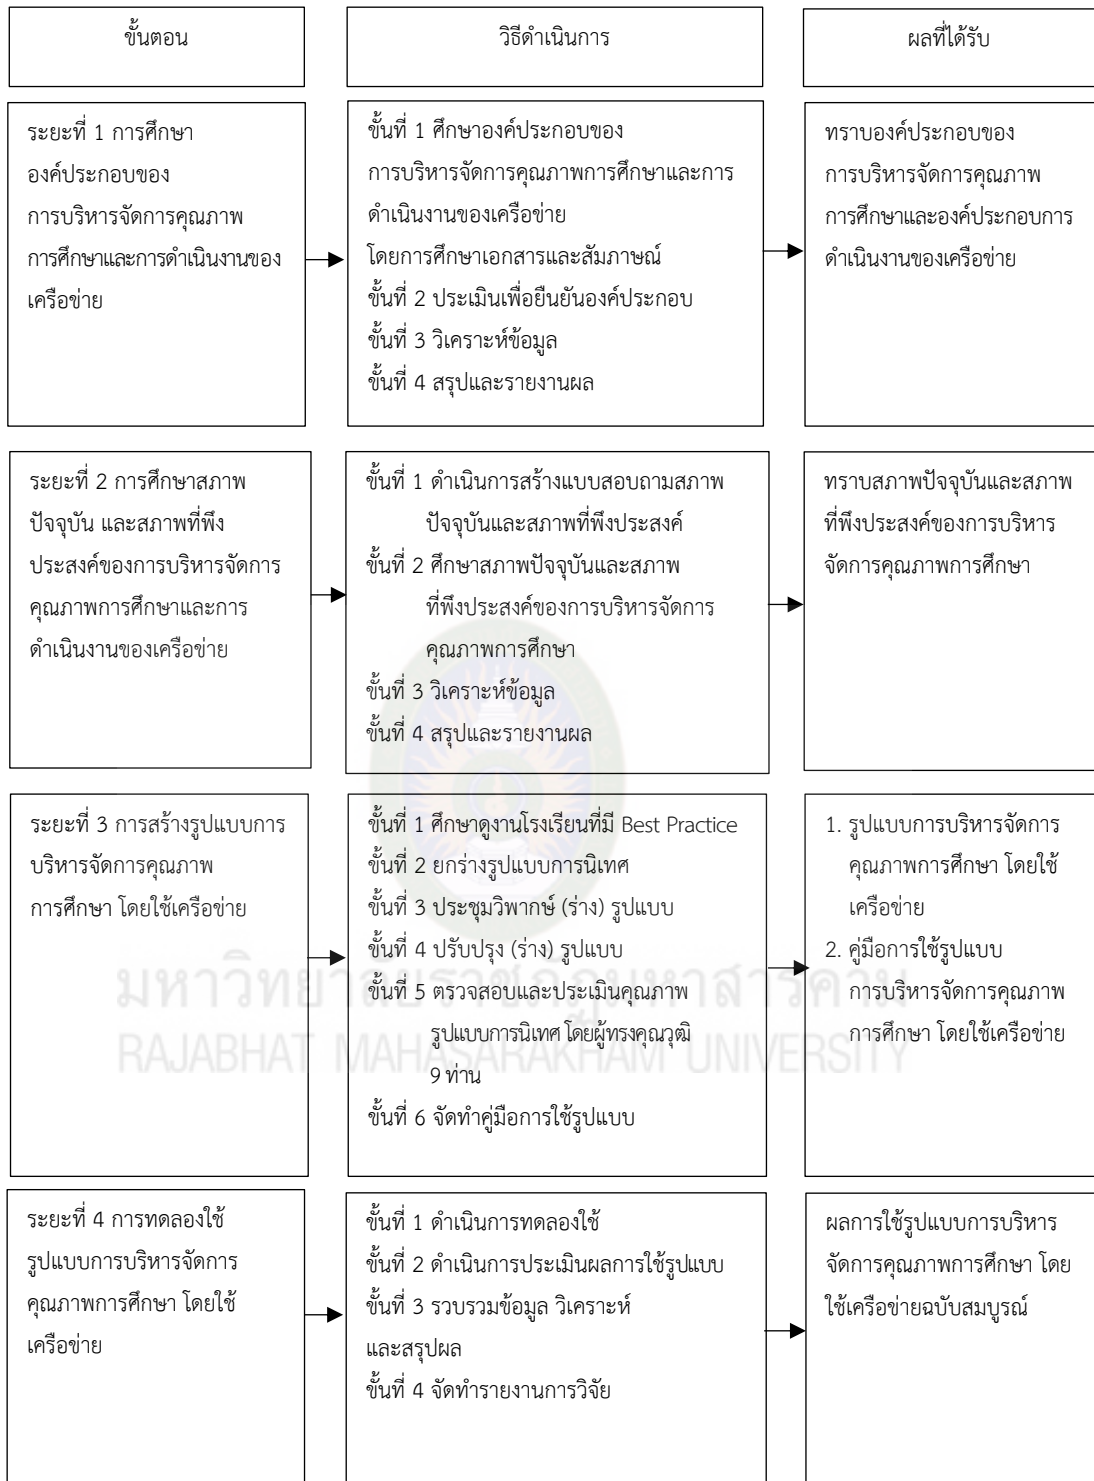 ขั้นตอน
วิธีดำเนินการ
ผลที่ได้รับ
ระยะที่ 1 การศึกษา
องค์ประกอบของ
การบริหารจัดการคุณภาพ
การศึกษาและการดำเนินงานของ
เครือข่าย
ขั้นที่ 1 ศึกษาองค์ประกอบของ
การบริหารจัดการคุณภาพการศึกษาและการ
ดำเนินงานของเครือข่าย
โดยการศึกษาเอกสารและสัมภาษณ์
ขั้นที่ 2 ประเมินเพื่อยืนยันองค์ประกอบ
ขั้นที่ 3 วิเคราะห์ข้อมูล
ขั้นที่ 4 สรุปและรายงานผล
ทราบองค์ประกอบของ
การบริหารจัดการคุณภาพ
การศึกษาและองค์ประกอบการ
ดำเนินงานของเครือข่าย
ระยะที่ 2 การศึกษาสภาพ
ปัจจุบัน และสภาพที่พึง
ประสงค์ของการบริหารจัดการ
คุณภาพการศึกษาและการ
ดำเนินงานของเครือข่าย
ขั้นที่ 1 ดำเนินการสร้างแบบสอบถามสภาพ
ปัจจุบันและสภาพที่พึงประสงค์
ขั้นที่ 2 ศึกษาสภาพปัจจุบันและสภาพ
ที่พึงประสงค์ของการบริหารจัดการ
คุณภาพการศึกษา
ขั้นที่ 3 วิเคราะห์ข้อมูล
ขั้นที่ 4 สรุปและรายงานผล
ทราบสภาพปัจจุบันและสภาพ
ที่พึงประสงค์ของการบริหาร
จัดการคุณภาพการศึกษา
ระยะที่ 3 การสร้างรูปแบบการ
บริหารจัดการคุณภาพ
การศึกษา โดยใช้เครือข่าย
ขั้นที่ 1 ศึกษาดูงานโรงเรียนที่มี Best Practice
ขั้นที่ 2 ยกร่างรูปแบบการนิเทศ
ขั้นที่ 3 ประชุมวิพากษ์ (ร่าง) รูปแบบ
ขั้นที่ 4 ปรับปรุง (ร่าง) รูปแบบ
ขั้นที่ 5 ตรวจสอบและประเมินคุณภาพ
รูปแบบการนิเทศ โดยผู้ทรงคุณวุฒิ
9 ท่าน
ขั้นที่ 6 จัดทำคู่มือการใช้รูปแบบ
1. รูปแบบการบริหารจัดการ
คุณภาพการศึกษา โดยใช้
เครือข่าย
2. คู่มือการใช้รูปแบบ
การบริหารจัดการคุณภาพ
การศึกษา โดยใช้เครือข่าย
มหาวิทยาลัยราชภัฏมหาสารคาม
RAJABHAT MAHASARAKHAM UNIVERSITY
ระยะที่ 4 การทดลองใช้
รูปแบบการบริหารจัดการ
คุณภาพการศึกษา โดยใช้
เครือข่าย
ขั้นที่ 1 ดำเนินการทดลองใช้
ขั้นที่ 2 ดำเนินการประเมินผลการใช้รูปแบบ
ขั้นที่ 3 รวบรวมข้อมูล วิเคราะห์
และสรุปผล
ขั้นที่ 4 จัดทำรายงานการวิจัย
ผลการใช้รูปแบบการบริหาร
จัดการคุณภาพการศึกษา โดย
ใช้เครือข่ายฉบับสมบูรณ์